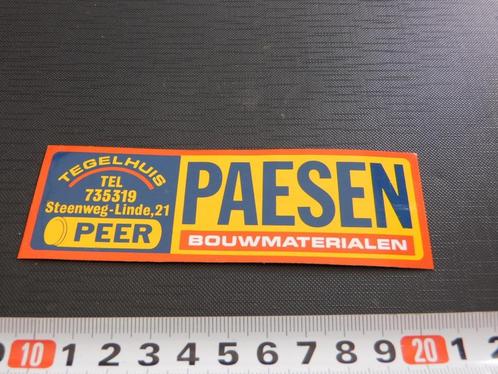 TEGELHUIS
TEL
735319
Steenweg-Linde,21
PEER
PAESEN
BOUWMATERIALEN
10 1 2 3 4 5 6 7 8 9 20 1 2